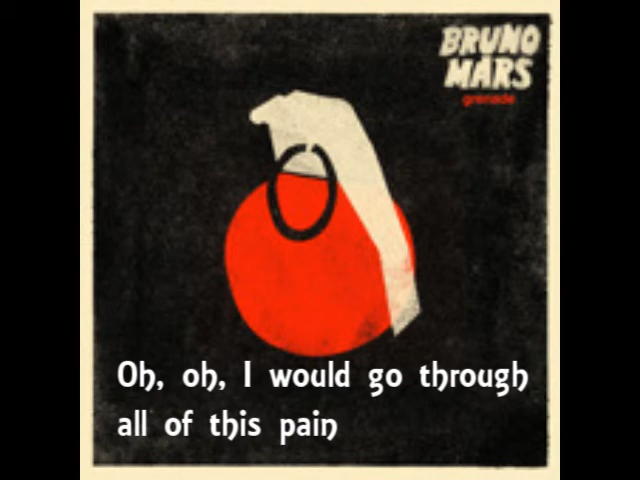 BRUNO
MARS
grenade
Oh, oh, I would go through
all of this pain